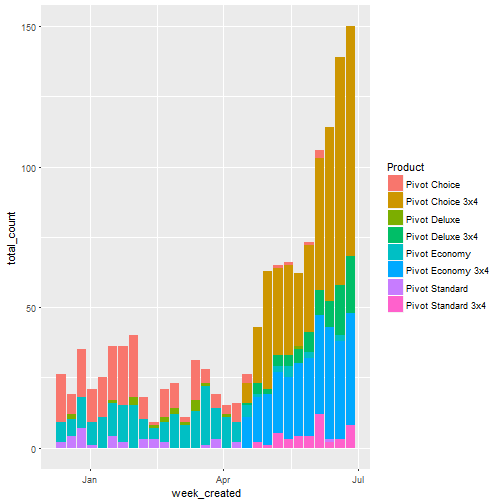 150
100
50
0
total_count
Jan
Apr
Jul
week_created
Product
Pivot Choice
Pivot Choice 3x4
Pivot Deluxe
Pivot Deluxe 3x4
Pivot Economy
Pivot Economy 3x4
Pivot Standard
Pivot Standard 3x4